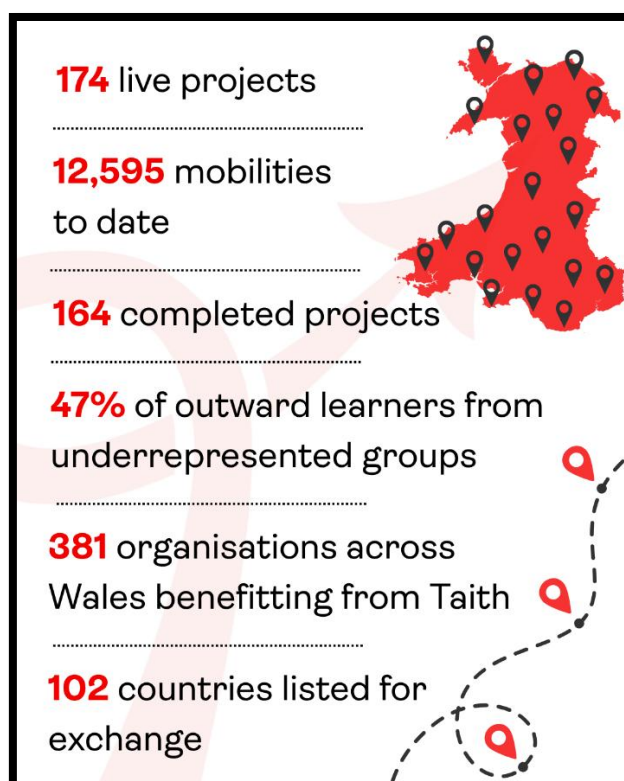 174 live projects
12,595 mobilities
to date
164 completed projects
47% of outward learners from
underrepresented groups
381 organisations across
Wales benefitting from Taith
102 countries listed for
exchange